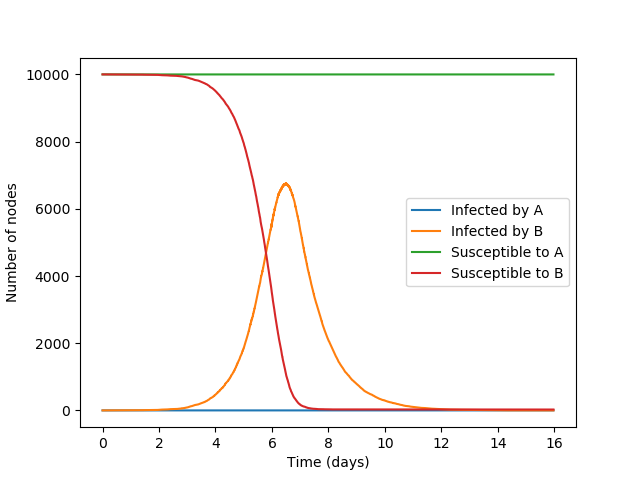 10000
8000
6000
4000
2000
0
Number of nodes
Infected by A
Infected by B
Susceptible to A
Susceptible to B
0 2 4 6 8 10 12 14 16
Time (days)